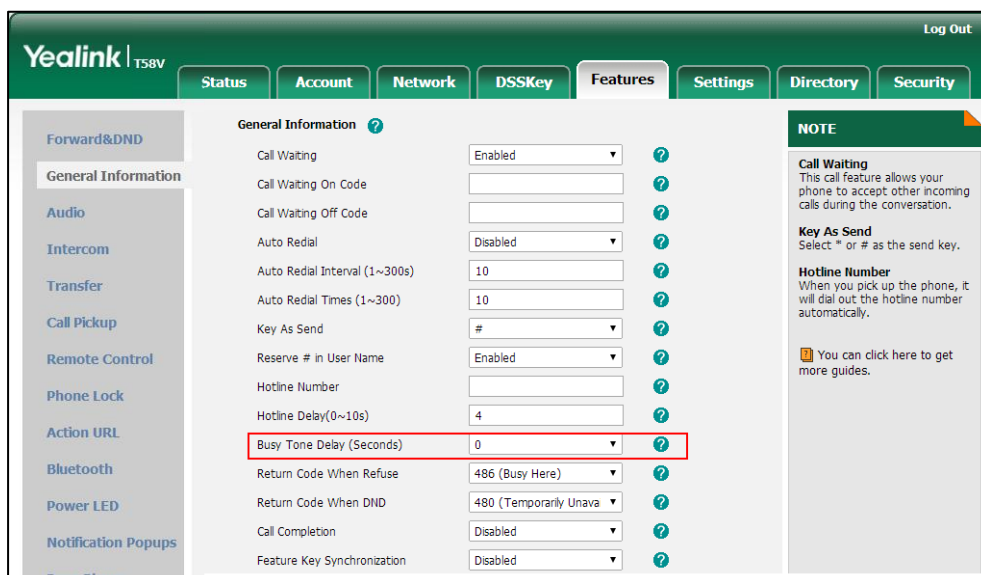 Log Out
Yealink T58V
Status Account Network DSSKey Features Settings Directory Security
Forward&DND
General Information
Audio
Intercom
Transfer
Call Pickup
Remote Control
Phone Lock
Action URL
Bluetooth
Power LED
Notification Popups
General Information ?
Call Waiting Enabled ?
Call Waiting On Code ?
Call Waiting Off Code ?
Auto Redial Disabled ?
Auto Redial Interval (1~300s) 10 ?
Auto Redial Times (1~300) 10 ?
Key As Send # ?
Reserve # in User Name Enabled ?
Hotline Number ?
Hotline Delay(0~10s) 4 ?
Busy Tone Delay (Seconds) 0 ?
Return Code When Refuse 486 (Busy Here) ?
Return Code When DND 480 (Temporarily Unava ?
Call Completion Disabled ?
Feature Key Synchronization Disabled ?
NOTE
Call Waiting
This call feature allows your
phone to accept other incoming
calls during the conversation.
Key As Send
Select * or # as the send key.
Hotline Number
When you pick up the phone, it
will dial out the hotline number
automatically.
? You can click here to get
more guides.